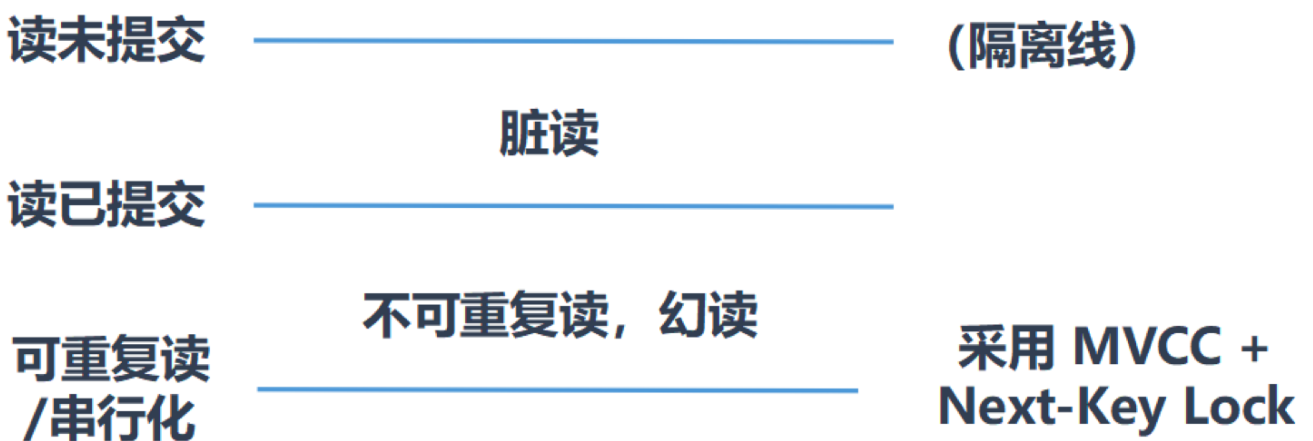 读未提交
(隔离线)
脏读
读已提交
不可重复读，幻读
可重复读
/串行化
采用 MVCC +
Next-Key Lock